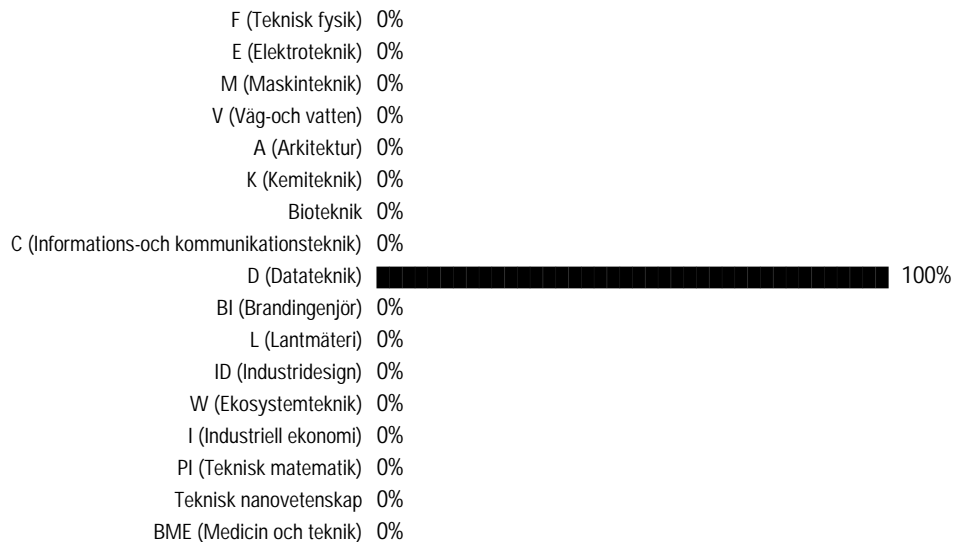 F (Teknisk fysik) 0%
E (Elektroteknik) 0%
M (Maskinteknik) 0%
V (Väg-och vatten) 0%
A (Arkitektur) 0%
K (Kemiteknik) 0%
Bioteknik 0%
C (Informations-och kommunikationsteknik) 0%
D (Datateknik) 100%
BI (Brandingenjör) 0%
L (Lantmäteri) 0%
ID (Industridesign) 0%
W (Ekosystemteknik) 0%
I (Industriell ekonomi) 0%
PI (Teknisk matematik) 0%
Teknisk nanovetenskap 0%
BME (Medicin och teknik) 0%